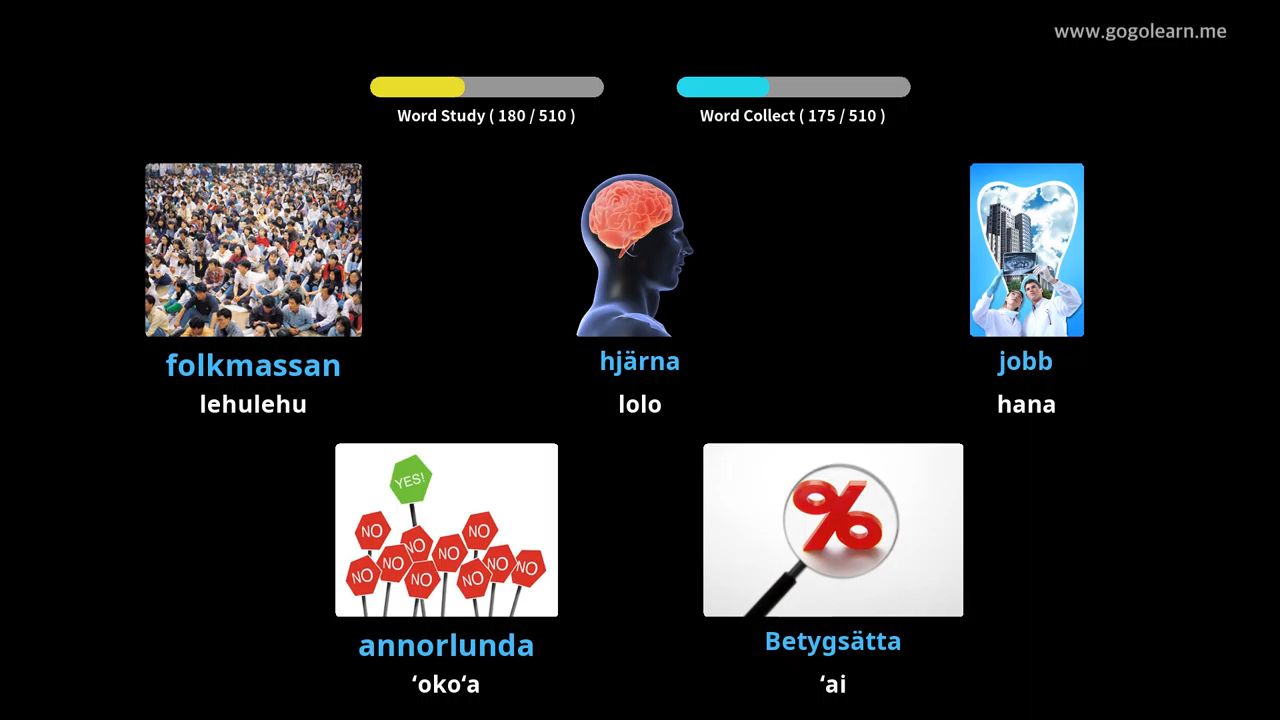 www.gogolearn.me
Word Study ( 180 / 510 )
Word Collect ( 175 / 510 )
folkmassan
lehulehu
hjärna
lolo
jobb
hana
YES!
NO
NO
NO
NO
NO
NO
NO
NO
NO
NO
%
annorlunda
ʻokoʻa
Betygsätta
ʻai